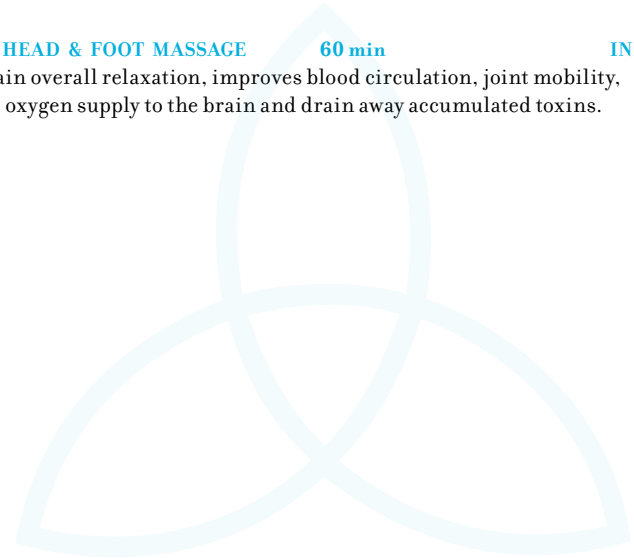 HEAD & FOOT MASSAGE 60 min IN
ain overall relaxation, improves blood circulation, joint mobility,
oxygen supply to the brain and drain away accumulated toxins.